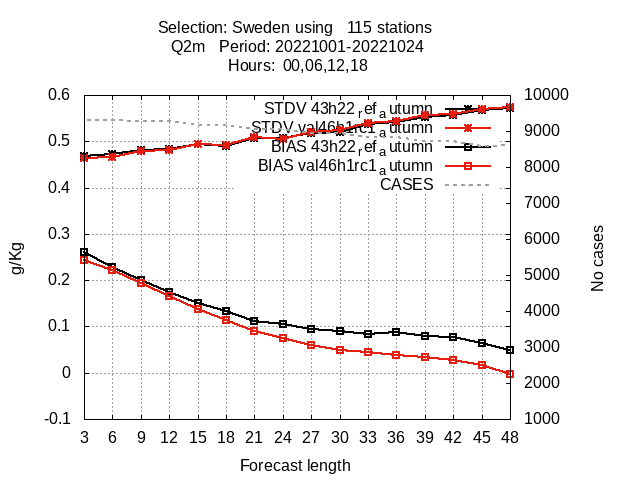 Selection: Sweden using 115 stations
Q2m Period: 20221001-20221024
Hours: 00,06,12,18
0.6
0.5
0.4
0.3
0.2
0.1
0
-0.1
g/Kg
STDV 43h22_ref_autumn
STDV val46h1rc1_autumn
BIAS 43h22_ref_autumn
BIAS val46h1rc1_autumn
CASES
10000
9000
8000
7000
6000
5000
4000
3000
2000
1000
No cases
3 6 9 12 15 18 21 24 27 30 33 36 39 42 45 48
Forecast length